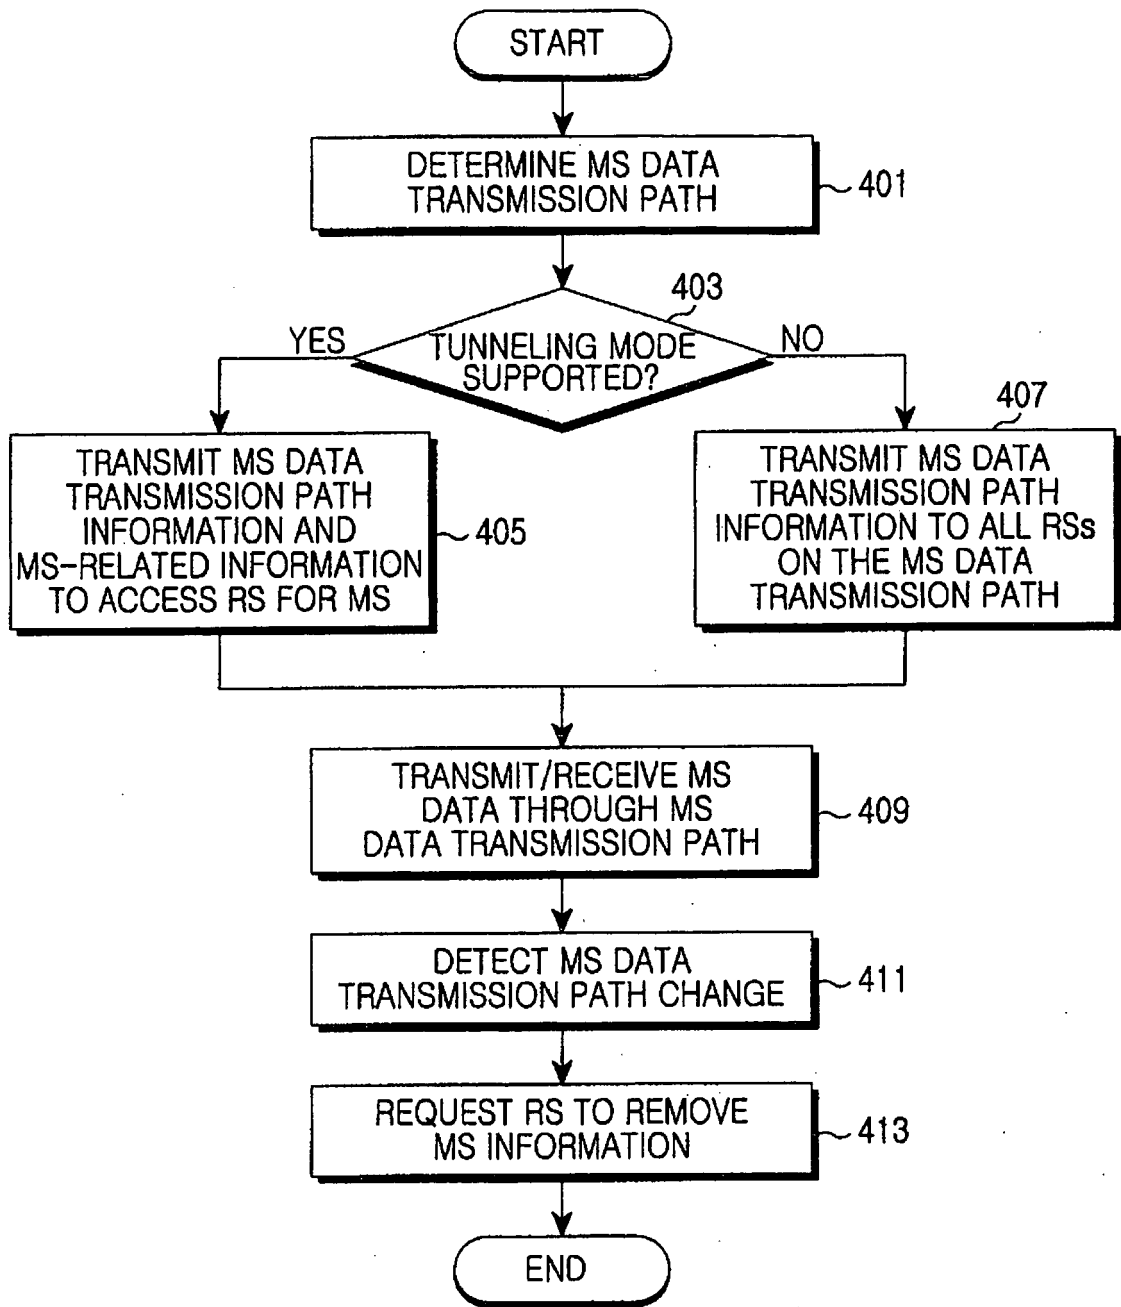 START
DETERMINE MS DATA
TRANSMISSION PATH
401
403
YES
TUNNELING MODE
SUPPORTED?
NO
407
TRANSMIT MS DATA
TRANSMISSION PATH
INFORMATION AND
MS-RELATED INFORMATION
TO ACCESS RS FOR MS
405
TRANSMIT MS DATA
TRANSMISSION PATH
INFORMATION TO ALL RSs
ON THE MS DATA
TRANSMISSION PATH
TRANSMIT/RECEIVE MS
DATA THROUGH MS
DATA TRANSMISSION PATH
409
DETECT MS DATA
TRANSMISSION PATH CHANGE
411
REQUEST RS TO REMOVE
MS INFORMATION
413
END